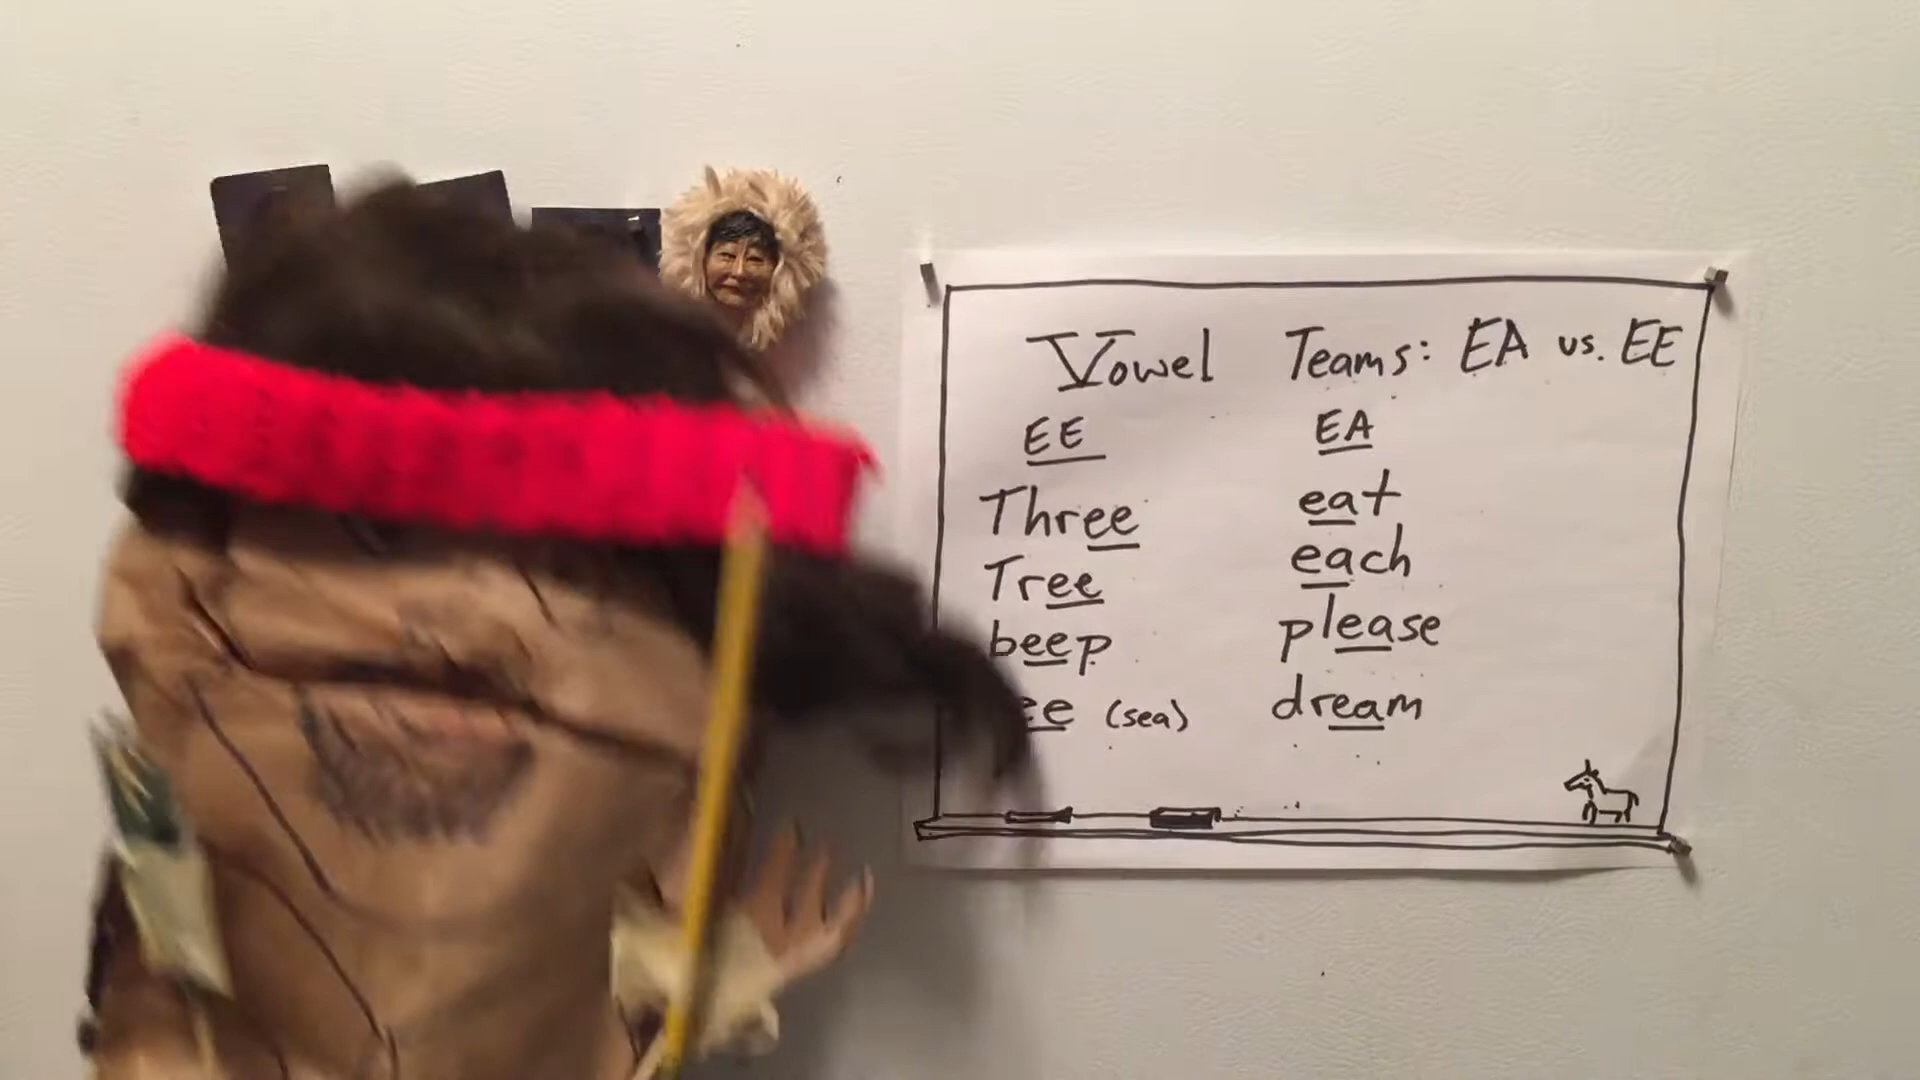 Vowel Teams: EA vs. EE
EE EA
Three eat
Tree each
beep please
(sea) dream